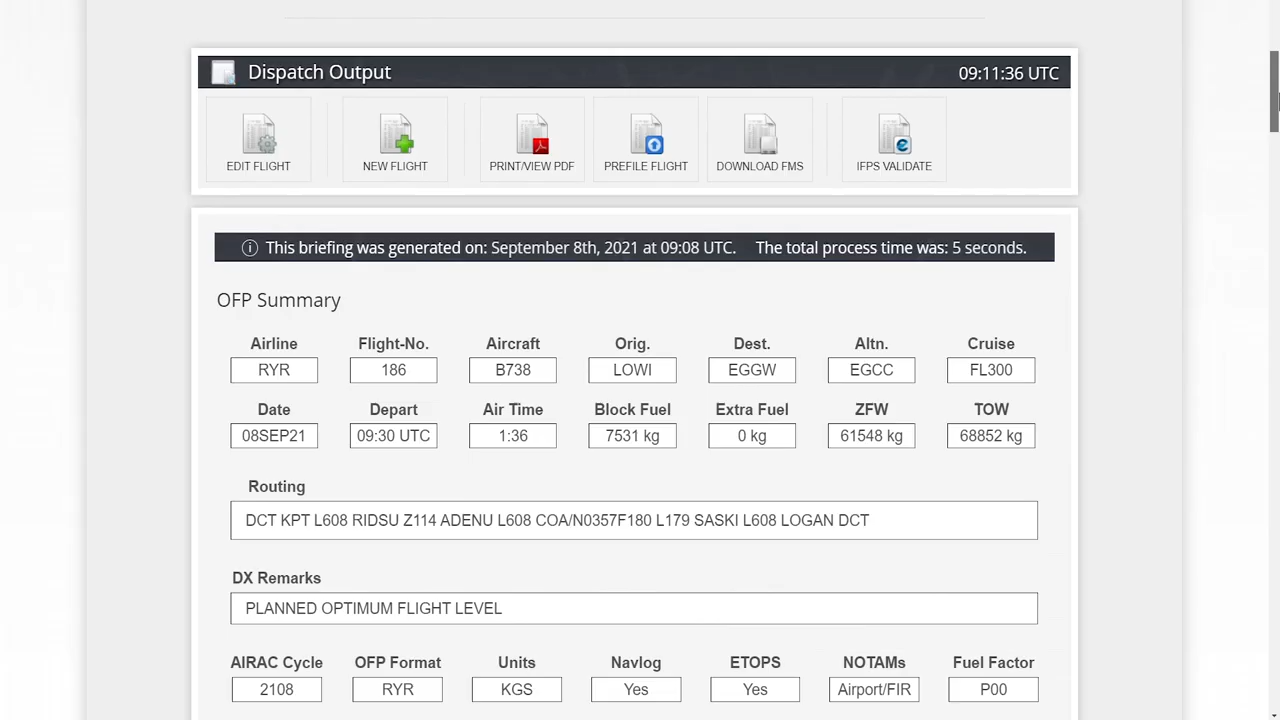 Dispatch Output 09:11:36 UTC
EDIT FLIGHT NEW FLIGHT PRINT/VIEW PDF PREFILE FLIGHT DOWNLOAD FMS IFPS VALIDATE
This briefing was generated on: September 8th, 2021 at 09:08 UTC. The total process time was: 5 seconds.
OFP Summary
Airline Flight-No. Aircraft Orig. Dest. Altn. Cruise
RYR 186 B738 LOWI EGGW EGCC FL300
Date Depart Air Time Block Fuel Extra Fuel ZFW TOW
08SEP21 09:30 UTC 1:36 7531 kg 0 kg 61548 kg 68852 kg
Routing
DCT KPT L608 RIDSU Z114 ADENU L608 COA/N0357F180 L179 SASKI L608 LOGAN DCT
DX Remarks
PLANNED OPTIMUM FLIGHT LEVEL
AIRAC Cycle OFP Format Units Navlog ETOPS NOTAMs Fuel Factor
2108 RYR KGS Yes Yes Airport/FIR P00